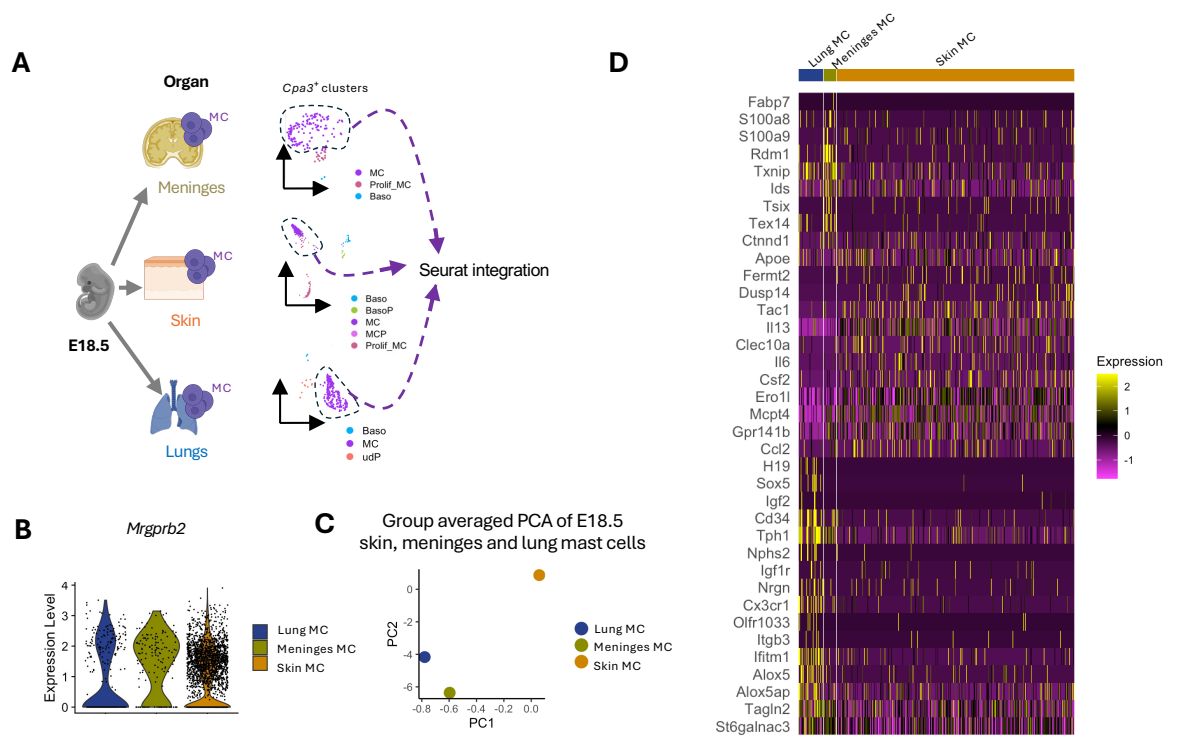 A
Organ
Cpa3+ clusters
MC
Meninges
MC
Prolif_MC
Baso
MC
Skin
E18.5
Baso
BasoP
MC
MCP
Prolif_MC
Seurat integration
MC
Lungs
Baso
MC
udP
B
Mrgprb2
Expression Level
4
3
2
1
0
Lung MC
Meninges MC
Skin MC
C
Group averaged PCA of E18.5
skin, meninges and lung mast cells
PC2
0
-2
-4
-6
-0.8
-0.6
-0.4
-0.2
0.0
PC1
Lung MC
Meninges MC
Skin MC
D
Lung MC
Meninges MC
Skin MC
Fabp7
S100a8
S100a9
Rdm1
Txnip
Ids
Tsix
Tex14
Ctnnd1
Apoe
Fermt2
Dusp14
Tac1
Il13
Clec10a
Il6
Csf2
Ero1l
Mcpt4
Gpr141b
Ccl2
H19
Sox5
Igf2
Cd34
Tph1
Nphs2
Igf1r
Nrgn
Cx3cr1
Olfr1033
Itgb3
Ifitm1
Alox5
Alox5ap
Tagln2
St6galnac3
Expression
2
1
0
-1